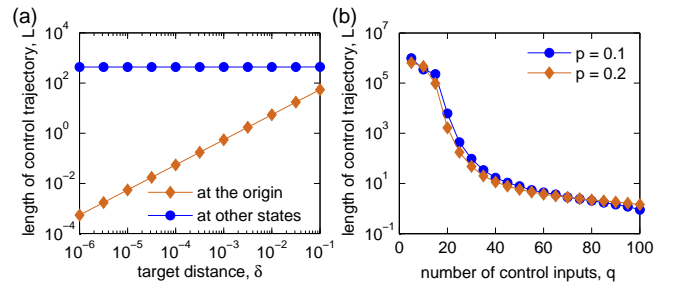 (a)
length of control trajectory, L
10^4
10^2
10^0
10^−2
10^−4
at the origin
at other states
10^−6
10^−5
10^−4
10^−3
10^−2
10^−1
target distance, δ
(b)
length of control trajectory, L
10^7
10^5
10^3
10^1
10^−1
p = 0.1
p = 0.2
0
20
40
60
80
100
number of control inputs, q